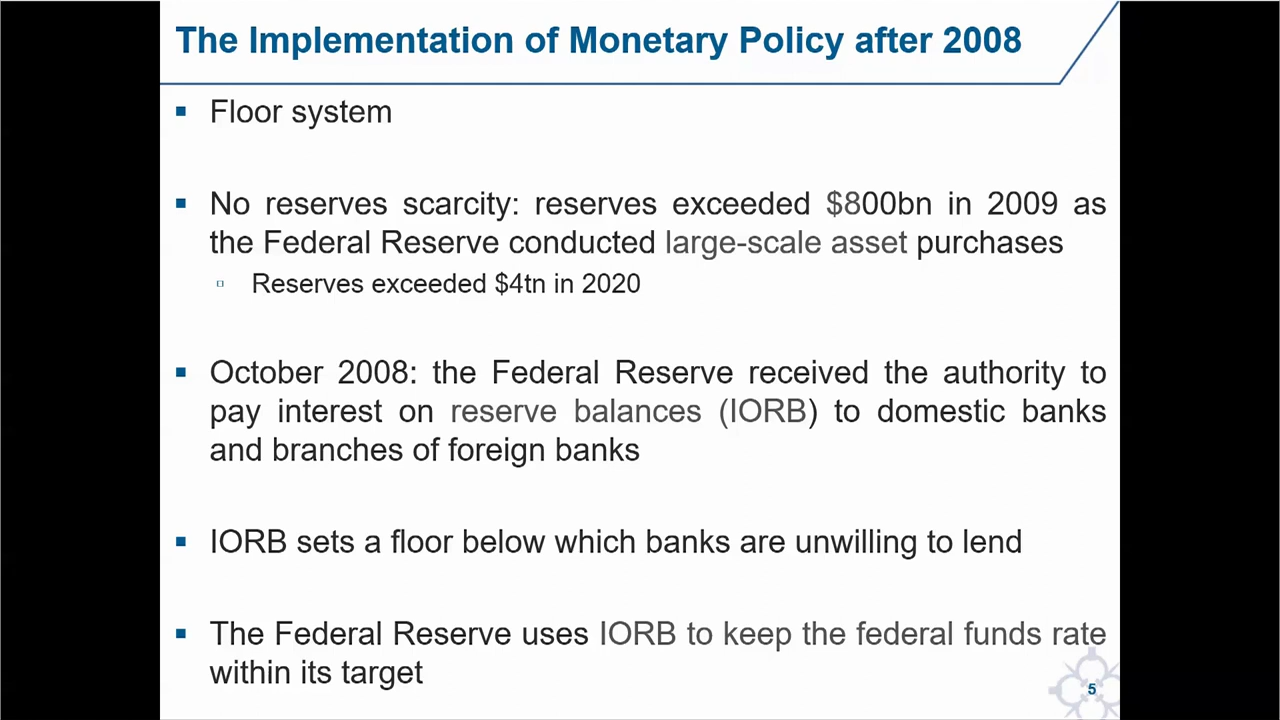 The Implementation of Monetary Policy after 2008
▪ Floor system
▪ No reserves scarcity: reserves exceeded $800bn in 2009 as
the Federal Reserve conducted large-scale asset purchases
▫ Reserves exceeded $4tn in 2020
▪ October 2008: the Federal Reserve received the authority to
pay interest on reserve balances (IORB) to domestic banks
and branches of foreign banks
▪ IORB sets a floor below which banks are unwilling to lend
▪ The Federal Reserve uses IORB to keep the federal funds rate
within its target
5